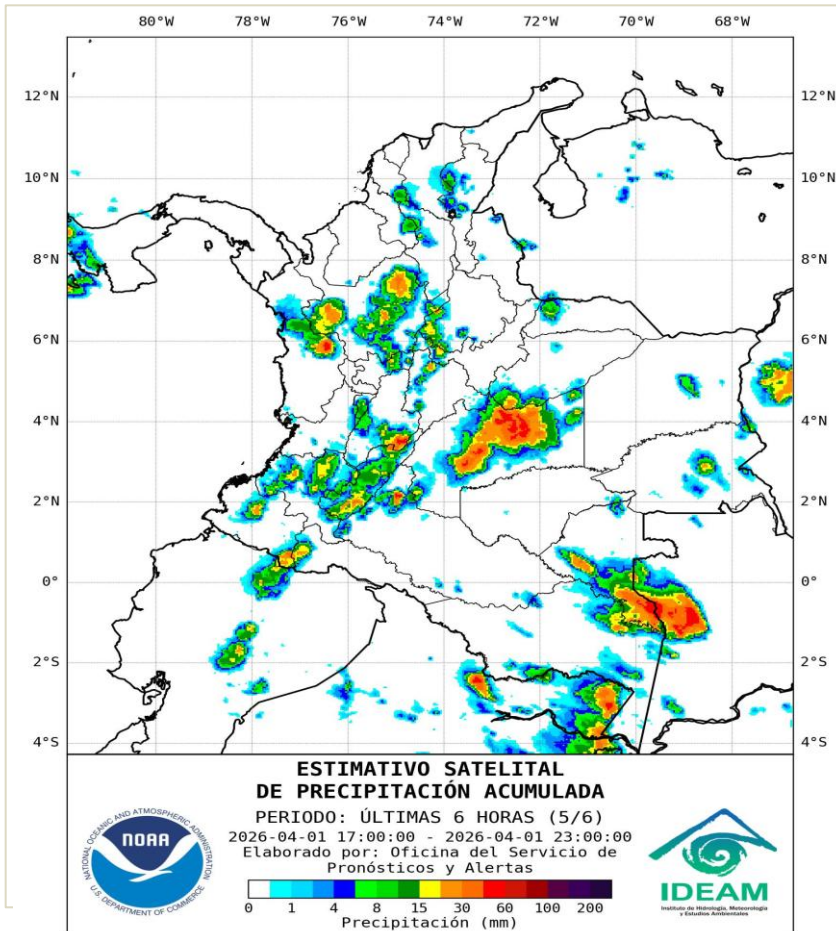 80°W 78°W 76°W 74°W 72°W 70°W 68°W
12°N 12°N
10°N 10°N
8°N 8°N
6°N 6°N
4°N 4°N
2°N 2°N
0° 0°
2°S 2°S
4°S 4°S
ESTIMATIVO SATELITAL
DE PRECIPITACIÓN ACUMULADA
PERIODO: ÚLTIMAS 6 HORAS (5/6)
2026-04-01 17:00:00 - 2026-04-01 23:00:00
Elaborado por: Oficina del Servicio de
Pronósticos y Alertas
0 1 4 8 15 30 60 100 200
Precipitación (mm)
NATIONAL OCEANIC AND ATMOSPHERIC ADMINISTRATION
NOAA
U.S. DEPARTMENT OF COMMERCE
IDEAM
Instituto de Hidrología, Meteorología
y Estudios Ambientales